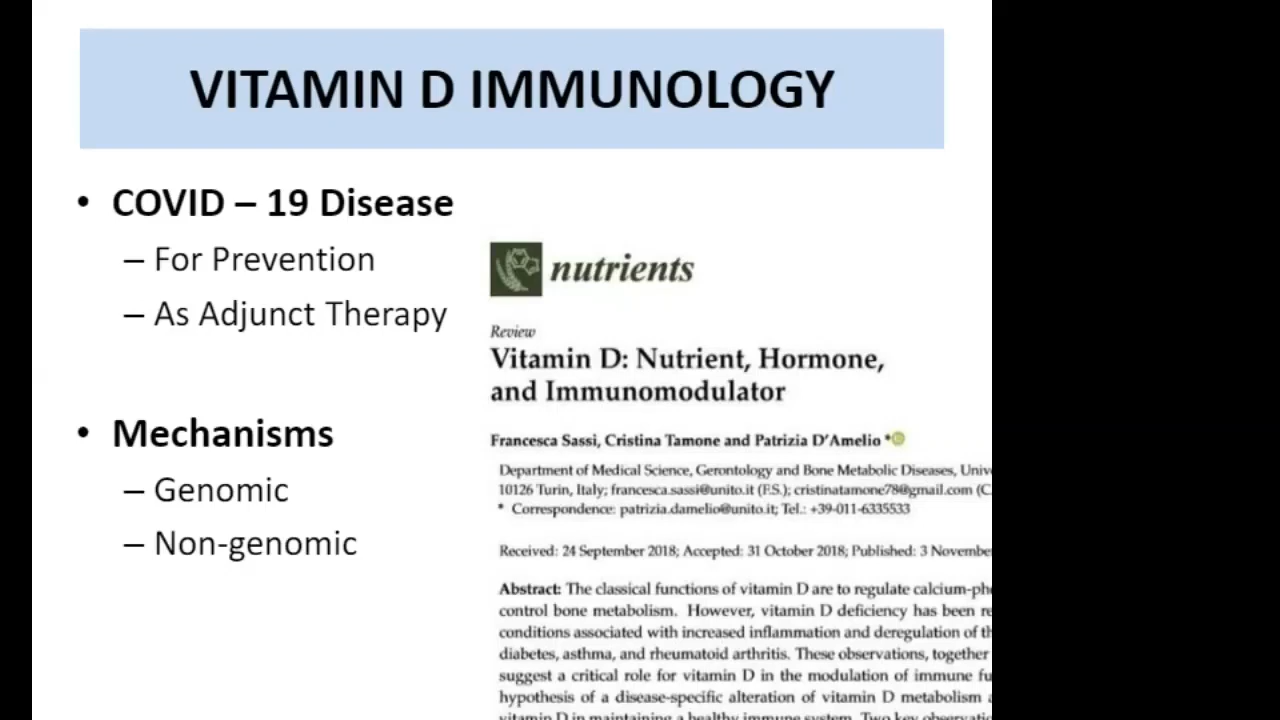 VITAMIN D IMMUNOLOGY
• COVID – 19 Disease
– For Prevention
– As Adjunct Therapy
• Mechanisms
– Genomic
– Non-genomic
nutrients
Review
Vitamin D: Nutrient, Hormone,
and Immunomodulator
Francesca Sassi, Cristina Tamone and Patrizia D'Amelio *
Department of Medical Science, Gerontology and Bone Metabolic Diseases,
10126 Turin, Italy; francesca.sassi@unito.it (F.S.); cristinatamone78@gmail.com (C
* Correspondence: patrizia.damelio@unito.it; Tel.: +39-011-6335533
Received: 24 September 2018; Accepted: 31 October 2018; Published: 3 Novembe
Abstract: The classical functions of vitamin D are to regulate calcium-ph
control bone metabolism. However, vitamin D deficiency has been re
conditions associated with increased inflammation and deregulation of th
diabetes, asthma, and rheumatoid arthritis. These observations, together
suggest a critical role for vitamin D in the modulation of immune fu
hypothesis of a disease-specific alteration of vitamin D metabolism a
vitamin D in maintaining a healthy immune system. Two key